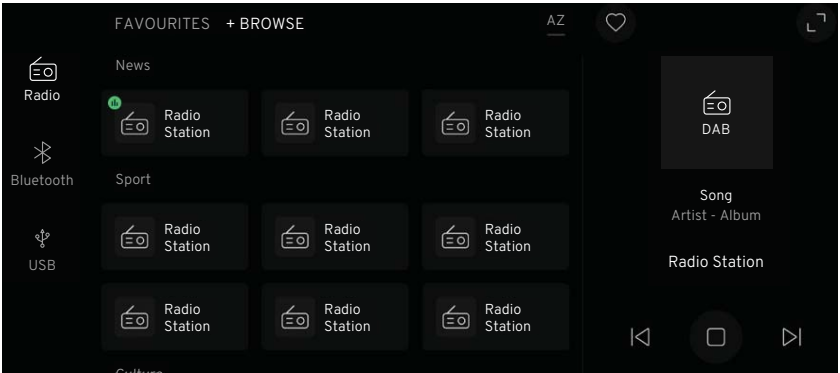 FAVOURITES + BROWSE AZ
Radio
Bluetooth
USB
News
Radio Station
Radio Station
Radio Station
Sport
Radio Station
Radio Station
Radio Station
Radio Station
Radio Station
Radio Station
Culture
DAB
Song
Artist - Album
Radio Station